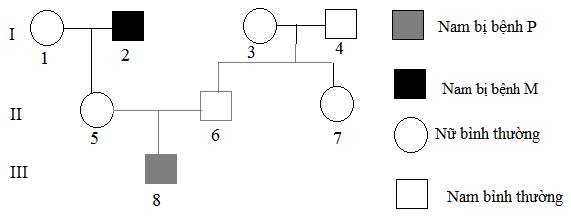 I
1
2
3
4
Nam bị bệnh P
Nam bị bệnh M
II
5
6
7
Nữ bình thường
III
8
Nam bình thường